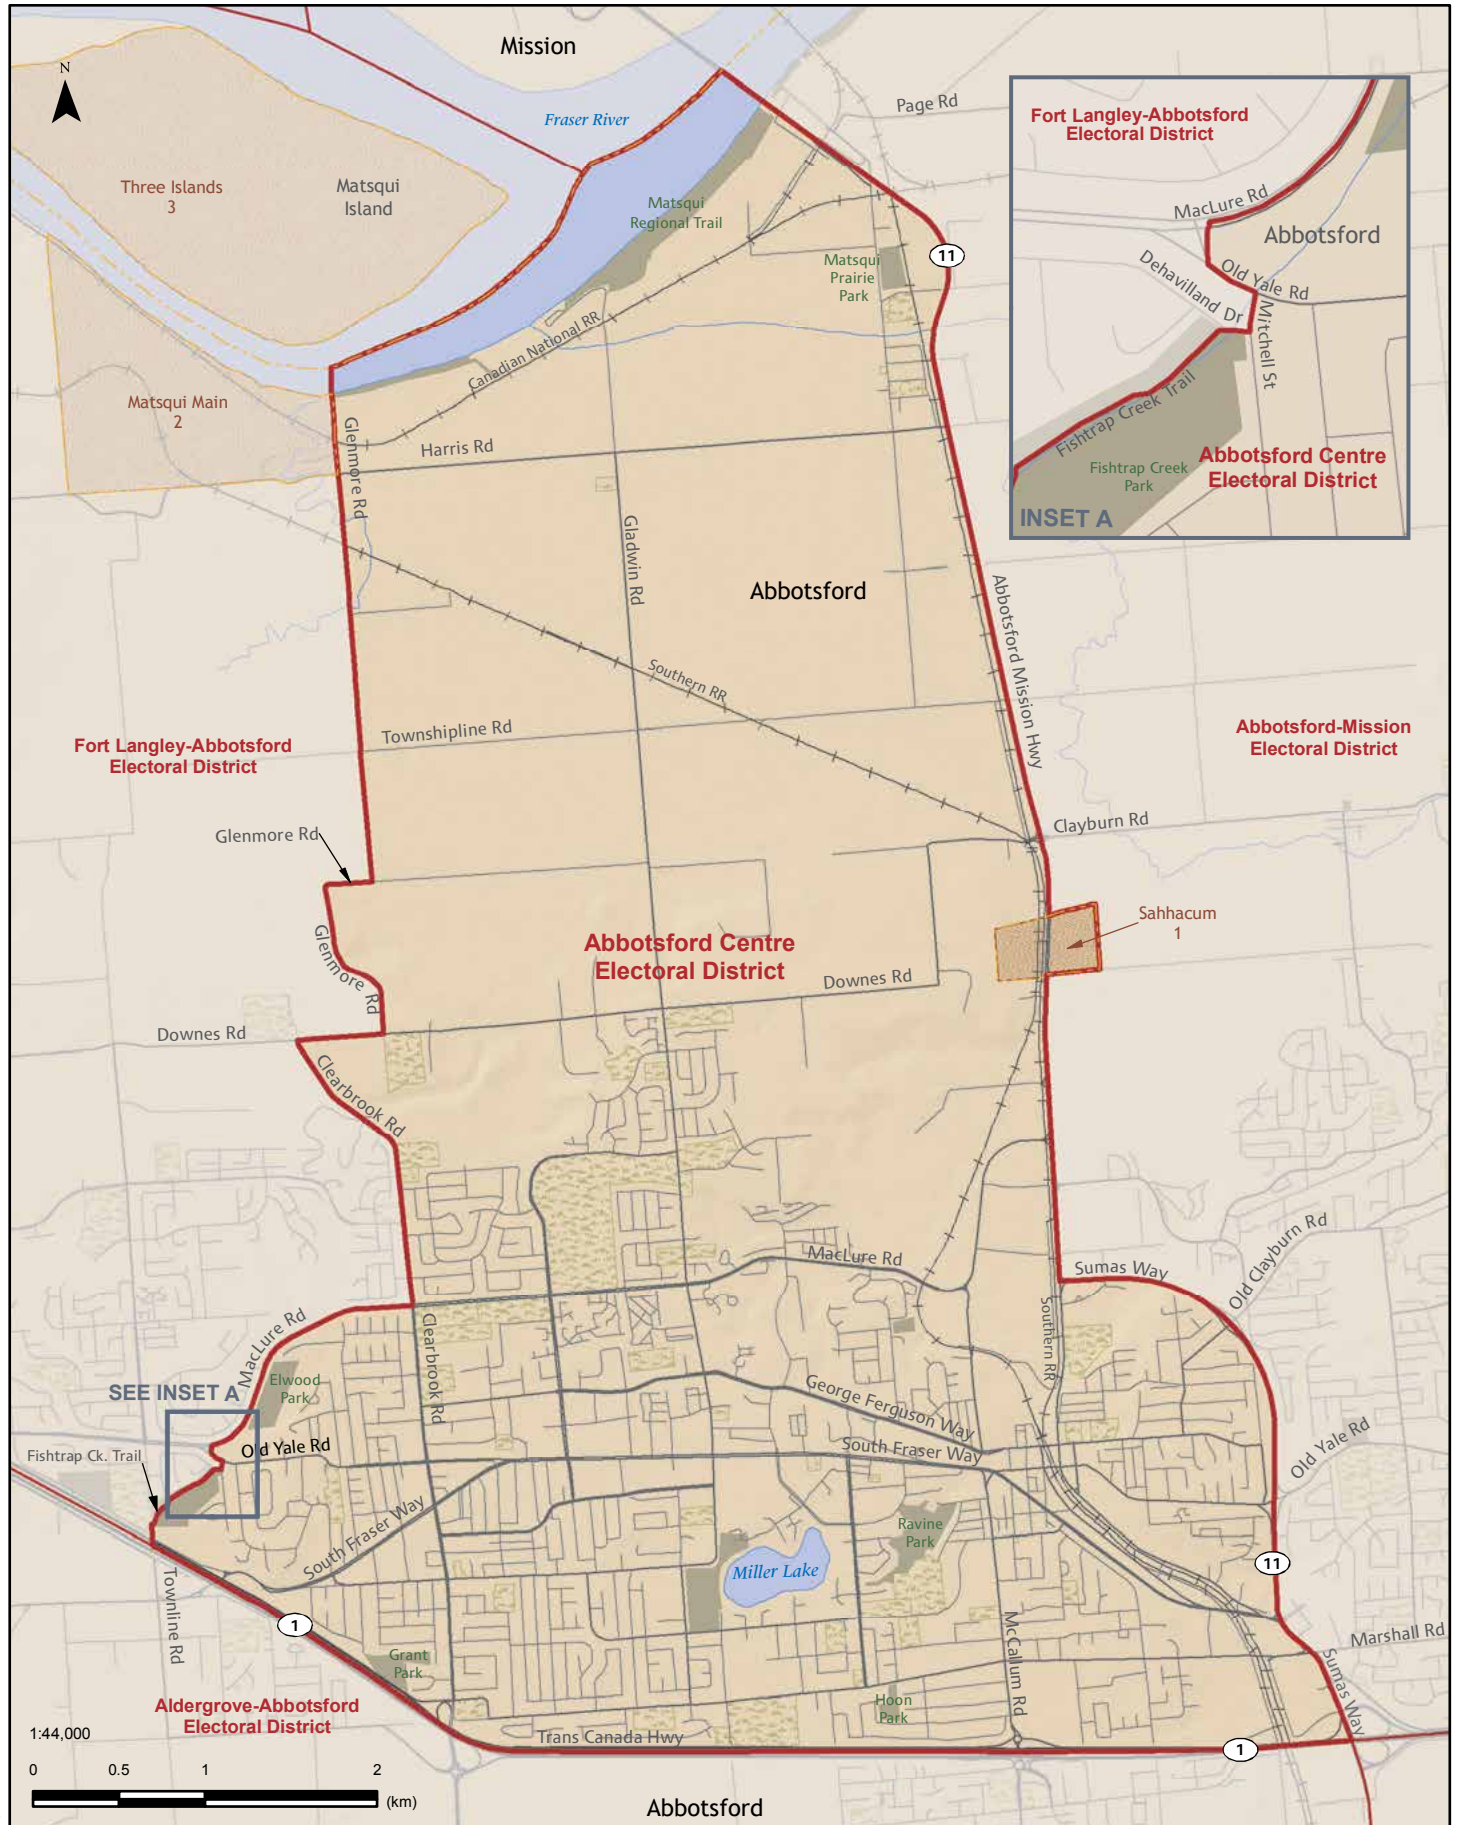 Mission
N
Page Rd
Fraser River
Three Islands
3
Matsqui
Island
Matsqui
Regional Trail
11
Matsqui
Prairie
Park
Canadian National RR
Matsqui Main
2
Glenmore Rd
Harris Rd
Gladwin Rd
Abbotsford
Abbotsford Mission Hwy
Southern RR
Townshipline Rd
Fort Langley-Abbotsford
Electoral District
Abbotsford-Mission
Electoral District
Glenmore Rd
Clayburn Rd
Sahhacum
1
Glenmore Rd
Abbotsford Centre
Electoral District
Downes Rd
Downes Rd
Clearbrook Rd
MacLure Rd
Sumas Way
Old Clayburn Rd
Southern RR
MacLure Rd
Clearbrook Rd
Elwood
Park
SEE INSET A
George Ferguson Way
Old Yale Rd
South Fraser Way
Old Yale Rd
Fishtrap Ck. Trail
South Fraser Way
Ravine
Park
Miller Lake
11
Townline Rd
1
McCallum Rd
Marshall Rd
Grant
Park
Sumas Way
Hoon
Park
Aldergrove-Abbotsford
Electoral District
Trans Canada Hwy
1
1:44,000
0 0.5 1 2
(km)
Abbotsford
Fort Langley-Abbotsford
Electoral District
MacLure Rd
Abbotsford
Dehavilland Dr
Old Yale Rd
Mitchell St
Fishtrap Creek Trail
Fishtrap Creek
Park
Abbotsford Centre
Electoral District
INSET A